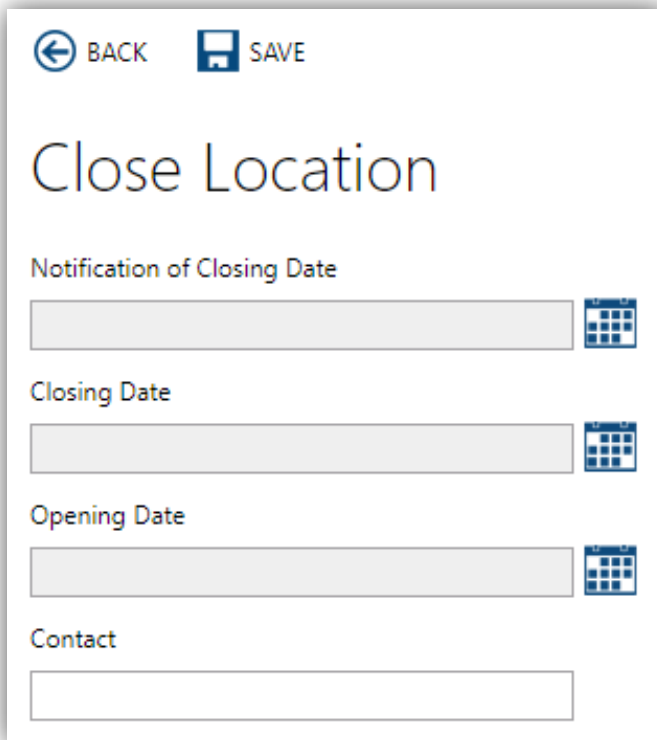 BACK SAVE
Close Location
Notification of Closing Date
Closing Date
Opening Date
Contact